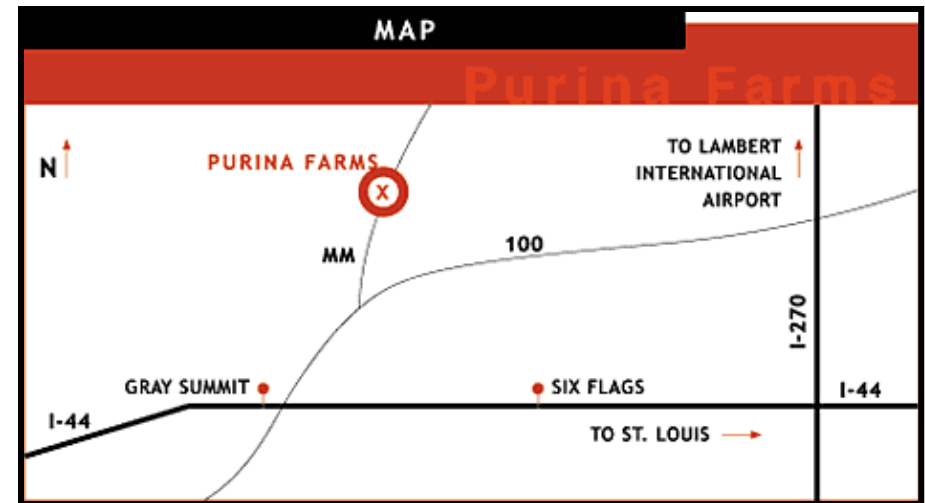 MAP
Purina Farms
N
PURINA FARMS
X
TO LAMBERT
INTERNATIONAL
AIRPORT
MM
100
I-270
GRAY SUMMIT
SIX FLAGS
I-44
I-44
TO ST. LOUIS